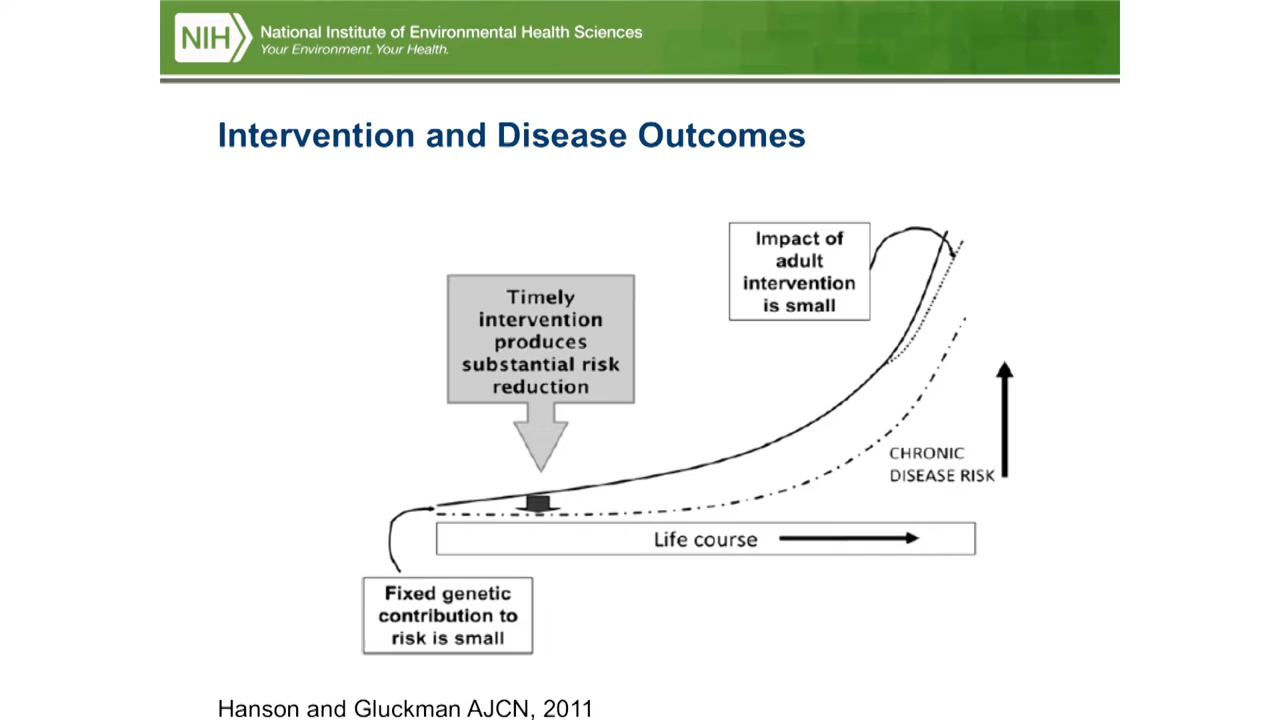 NIH
National Institute of Environmental Health Sciences
Your Environment. Your Health.
Intervention and Disease Outcomes
Impact of
adult
intervention
is small
Timely
intervention
produces
substantial risk
reduction
CHRONIC
DISEASE RISK
Life course
Fixed genetic
contribution to
risk is small
Hanson and Gluckman AJCN, 2011